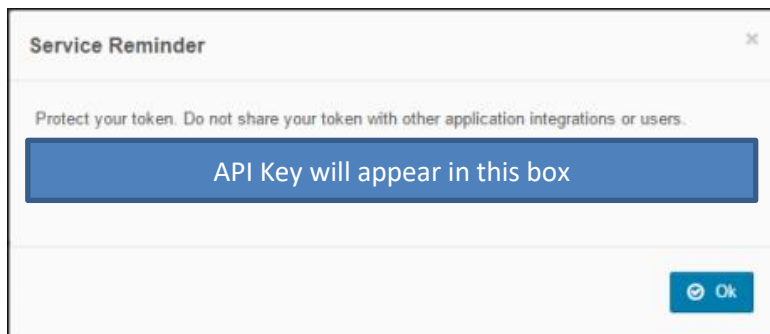 Service Reminder
×
Protect your token. Do not share your token with other application integrations or users.
API Key will appear in this box
Ok